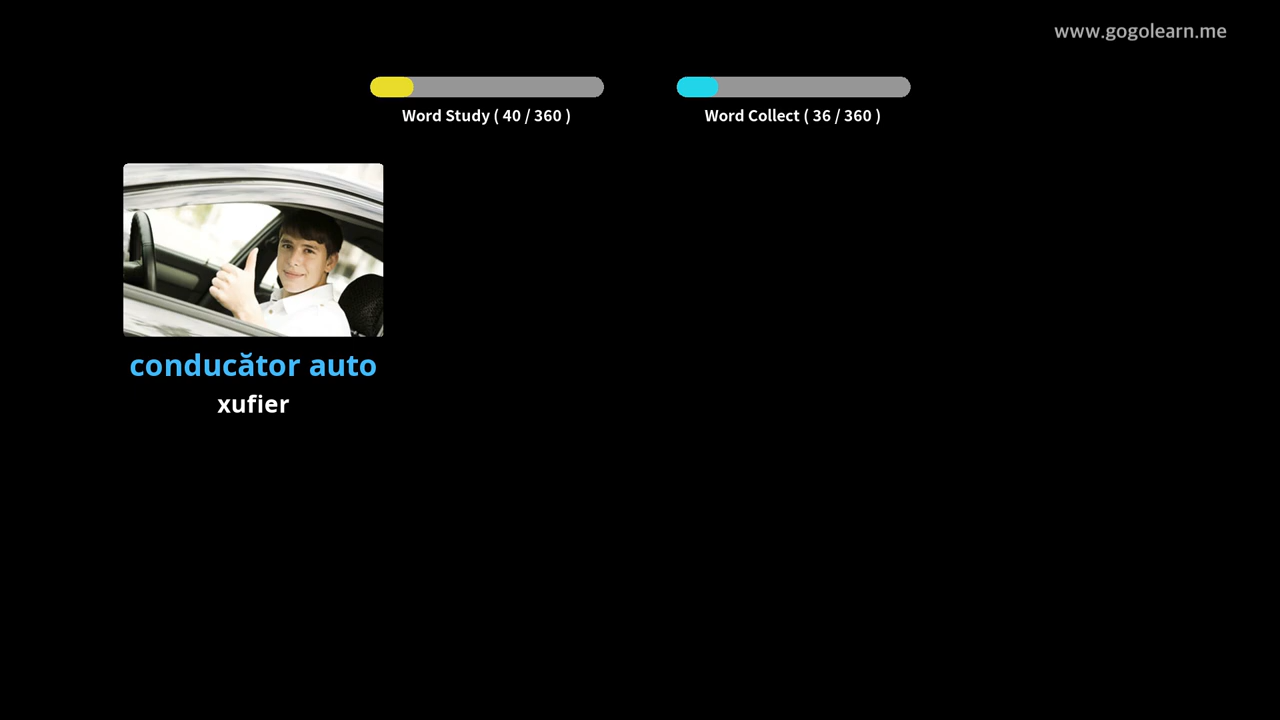 www.gogolearn.me
Word Study ( 40 / 360 )
Word Collect ( 36 / 360 )
conducător auto
xufier